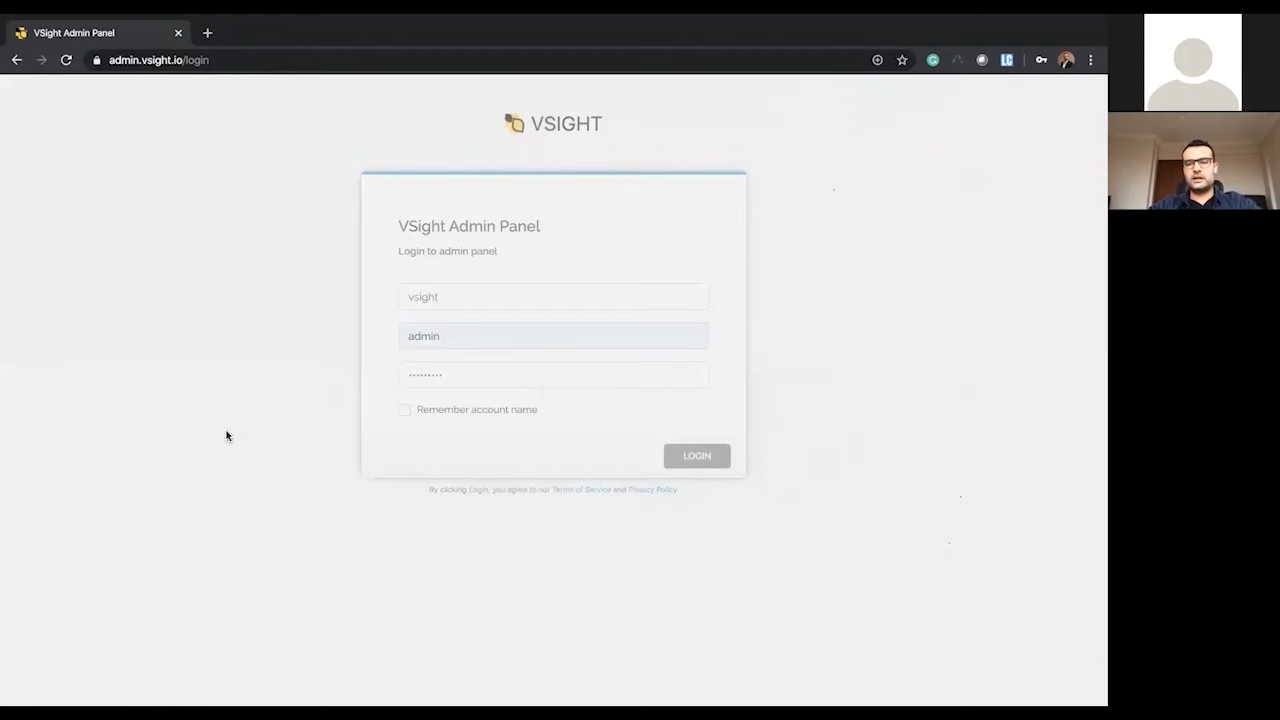 VSight Admin Panel
admin.vsight.io/login
LC
VSIGHT
VSight Admin Panel
Login to admin panel
vsight
admin
Remember account name
LOGIN
By clicking Login, you agree to our Terms of Service and Privacy Policy.